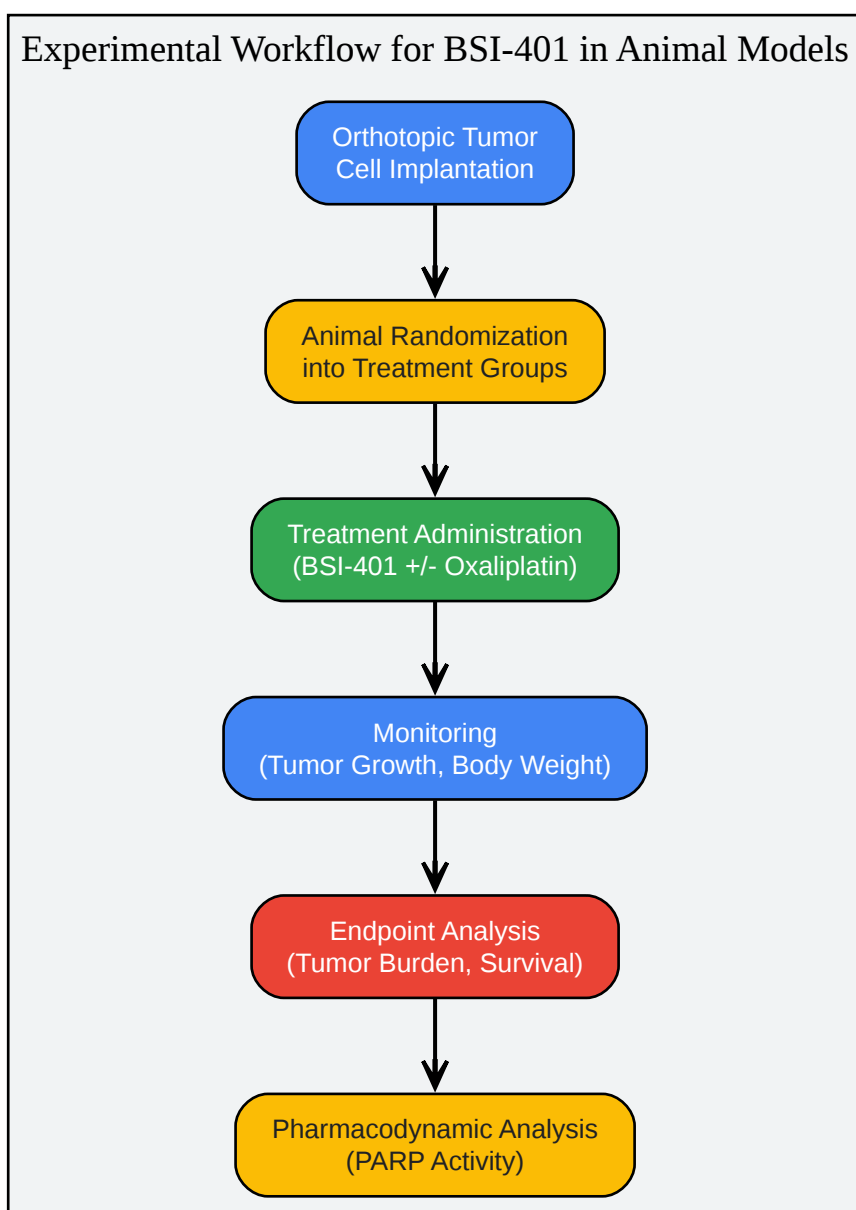 Experimental Workflow for BSI-401 in Animal Models
Orthotopic Tumor
Cell Implantation
Animal Randomization
into Treatment Groups
Treatment Administration
(BSI-401 +/- Oxaliplatin)
Monitoring
(Tumor Growth, Body Weight)
Endpoint Analysis
(Tumor Burden, Survival)
Pharmacodynamic Analysis
(PARP Activity)